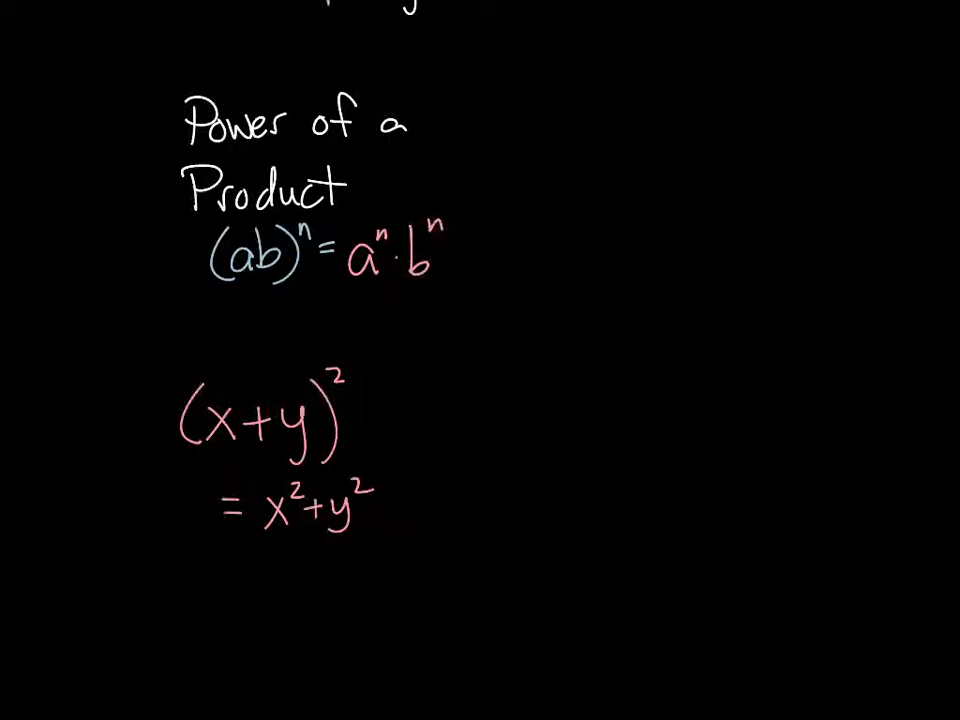 Power of a
Product
(ab)ⁿ = aⁿ · bⁿ
(x+y)²
= x²+y²